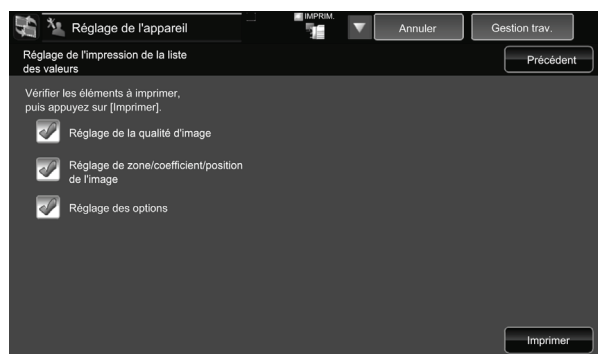 Réglage de l'appareil
IMPRIM.
Annuler
Gestion trav.
Réglage de l'impression de la liste
des valeurs
Précédent
Vérifier les éléments à imprimer,
puis appuyez sur [Imprimer].
Réglage de la qualité d'image
Réglage de zone/coefficient/position
de l'image
Réglage des options
Imprimer